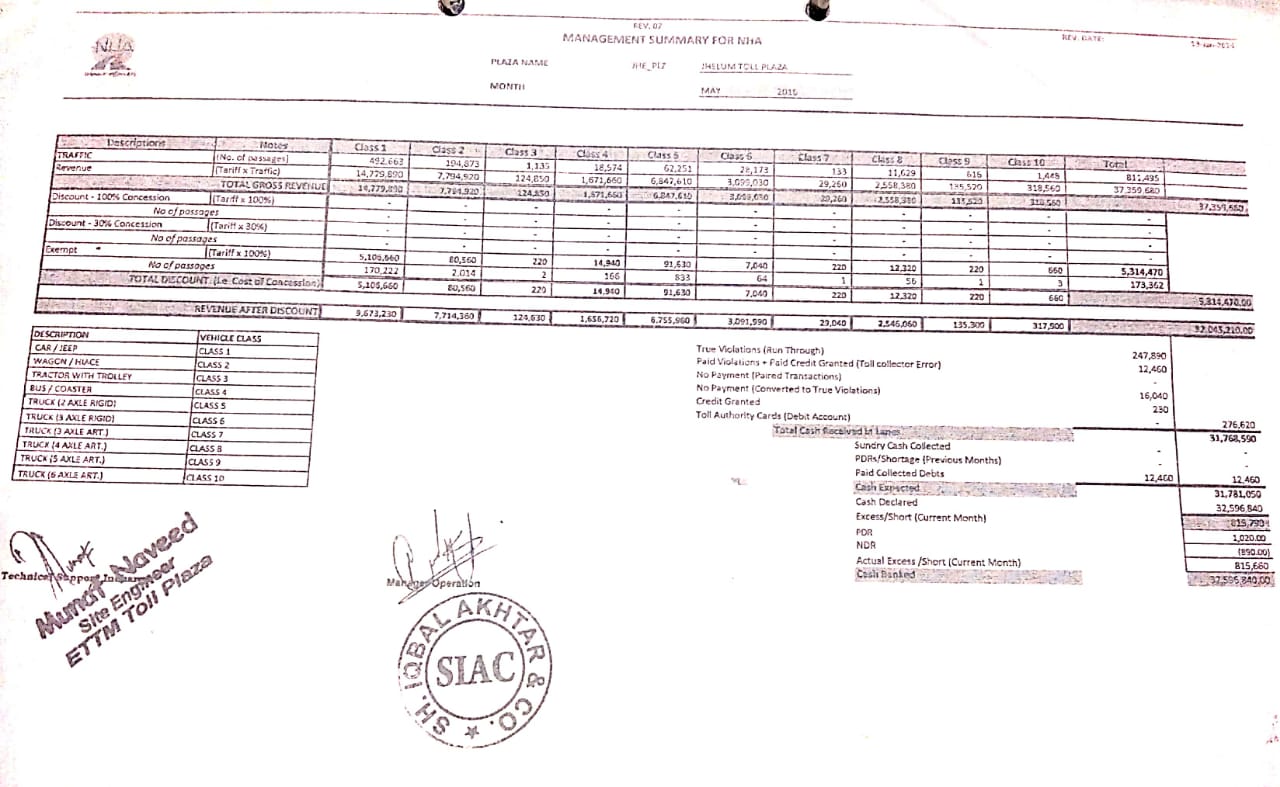 REV. 02
MANAGEMENT SUMMARY FOR NHA
REV. DATE:
NHA
PLAZA NAME JHE_PLZ JHELUM TOLL PLAZA
MONTH MAY
Descriptions Notes Class 1 Class 2 Class 3 Class 4 Class 5 Class 6 Class 7 Class 8 Class 9 Class 10 Total
TRAFFIC (No. of passages) 492,663 194,873 1,135 18,574 62,251 28,173 133 11,629 616 1,448 811,495
Revenue (Tariff x Traffic) 14,779,890 7,794,920 124,850 1,671,660 6,847,610 3,099,030 29,260 2,558,380 135,520 318,560 37,359,680
TOTAL GROSS REVENUE 14,779,890 7,794,920 124,850 1,671,660 6,847,610 3,099,030 29,260 2,558,380 135,520 318,560 37,359,680
Discount - 100% Concession (Tariff x 100%) - - - - - - - - - - -
No of passages - - - - - - - - - - -
Discount - 30% Concession (Tariff x 30%) - - - - - - - - - - -
No of passages - - - - - - - - - - -
Exempt (Tariff x 100%) 5,106,660 80,560 220 14,940 91,630 7,040 220 12,320 220 660 5,314,470
No of passages 170,222 2,014 2 166 833 64 1 56 1 3 173,362
TOTAL DISCOUNT (i.e. Cost of Concession) 5,106,660 80,560 220 14,940 91,630 7,040 220 12,320 220 660 5,314,470.00
REVENUE AFTER DISCOUNT 9,673,230 7,714,360 124,630 1,656,720 6,755,980 3,091,990 29,040 2,546,060 135,300 317,900 32,045,210.00
DESCRIPTION VEHICLE CLASS
CAR / JEEP CLASS 1
WAGON / HIACE CLASS 2
TRACTOR WITH TROLLEY CLASS 3
BUS / COASTER CLASS 4
TRUCK (2 AXLE RIGID) CLASS 5
TRUCK (3 AXLE RIGID) CLASS 6
TRUCK (3 AXLE ART.) CLASS 7
TRUCK (4 AXLE ART.) CLASS 8
TRUCK (5 AXLE ART.) CLASS 9
TRUCK (6 AXLE ART.) CLASS 10
True Violations (Run Through) 247,890
Paid Violations + Paid Credit Granted (Toll collector Error) 12,460
No Payment (Paired Transactions) -
No Payment (Converted to True Violations) 16,040
Credit Granted 230
Toll Authority Cards (Debit Account) - 276,620
Total Cash Received in Lanes 31,768,590
Sundry Cash Collected - -
PDRs/Shortage (Previous Months) - -
Paid Collected Debts 12,460 12,460
Cash Expected 31,781,050
Cash Declared 32,596,840
Excess/Short (Current Month) 815,790
PDR 1,020.00
NDR (890.00)
Actual Excess /Short (Current Month) 815,660
Cash Banked 32,596,840.00
Technical Support Incharge
Munaf Naveed
Site Engineer
ETTM Toll Plaza
Manager Operation
SH. IQBAL AKHTAR & CO.
SIAC